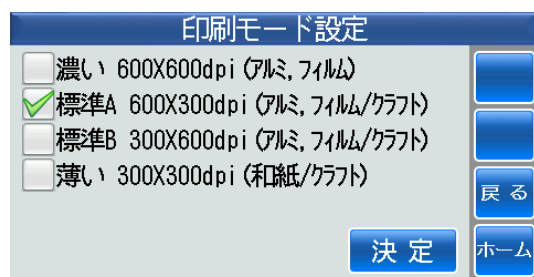 印刷モード設定
濃い 600X600dpi (アルミ,フィルム)
標準A 600X300dpi (アルミ,フィルム/クラフト)
標準B 300X600dpi (アルミ,フィルム/クラフト)
薄い 300X300dpi (和紙/クラフト)
戻る
決定
ホーム